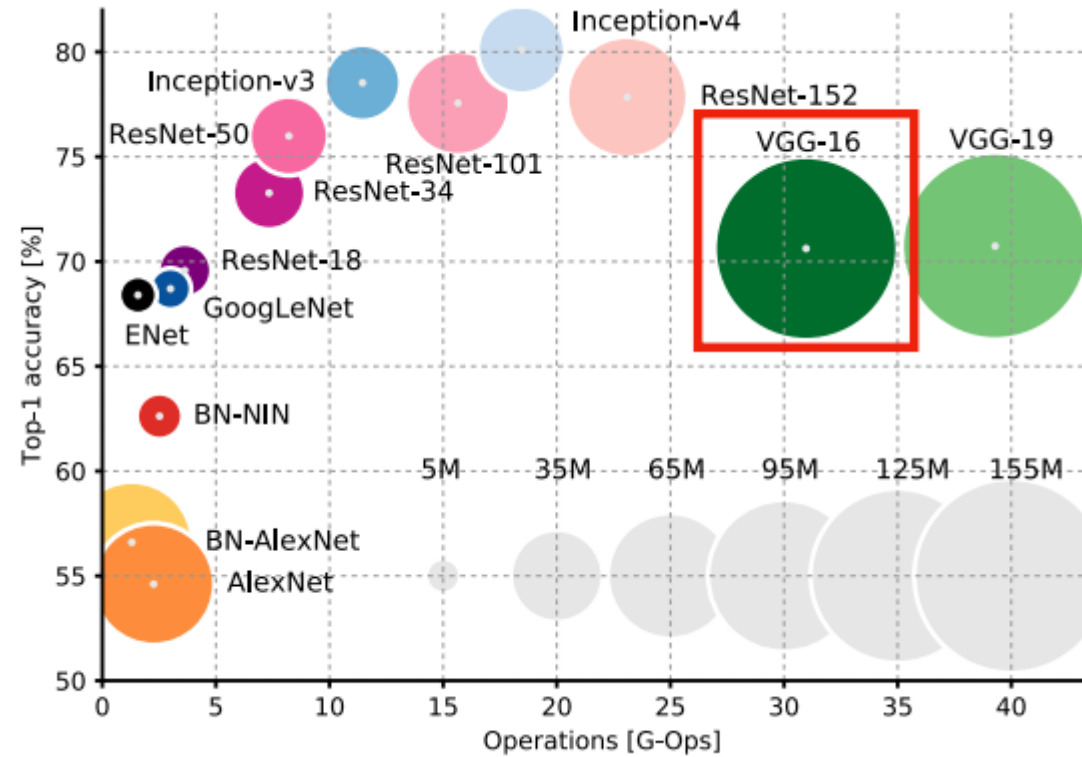 80
75
70
65
60
55
50
Top-1 accuracy [%]
Inception-v4
Inception-v3
ResNet-152
ResNet-50
VGG-16
VGG-19
ResNet-101
ResNet-34
ResNet-18
GoogLeNet
ENet
BN-NIN
5M 35M 65M 95M 125M 155M
BN-AlexNet
AlexNet
0 5 10 15 20 25 30 35 40
Operations [G-Ops]